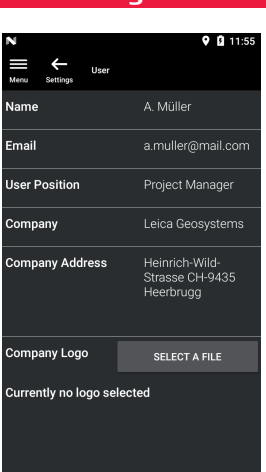 11:55
Menu Settings User
Name A. Müller
Email a.muller@mail.com
User Position Project Manager
Company Leica Geosystems
Company Address Heinrich-Wild-
Strasse CH-9435
Heerbrugg
Company Logo SELECT A FILE
Currently no logo selected